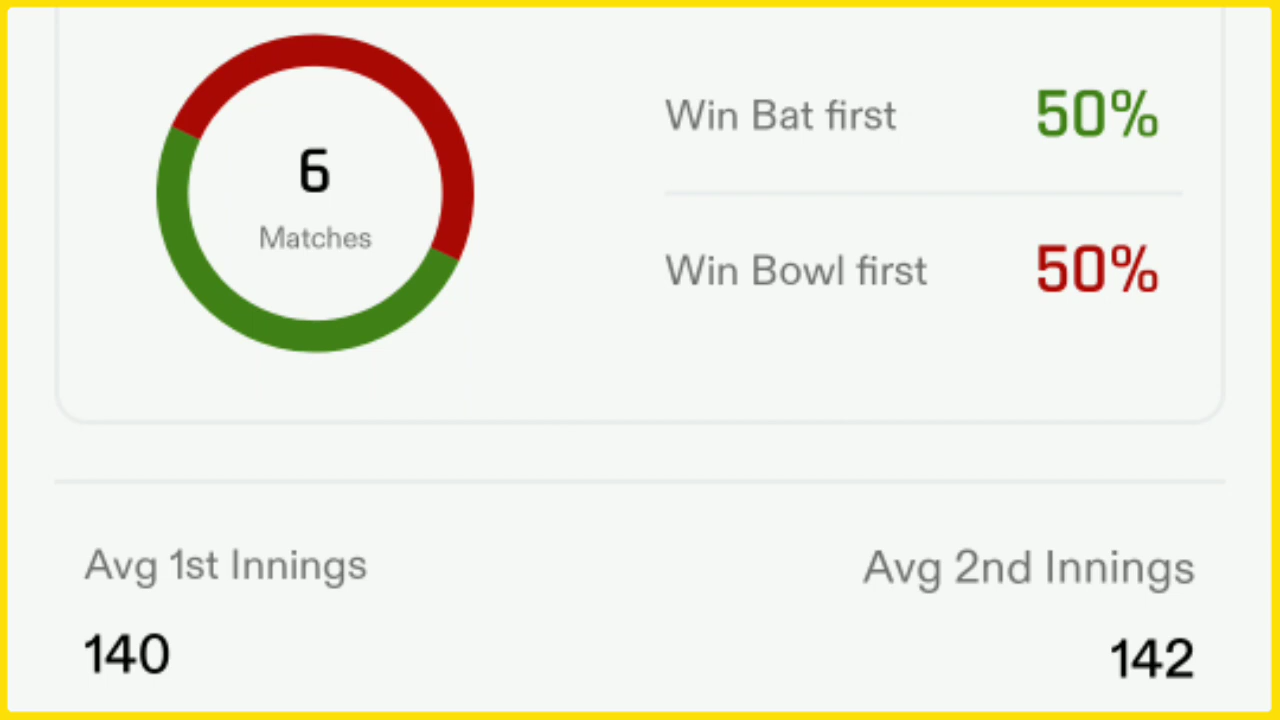 6
Matches
Win Bat first 50%
Win Bowl first 50%
Avg 1st Innings Avg 2nd Innings
140 142